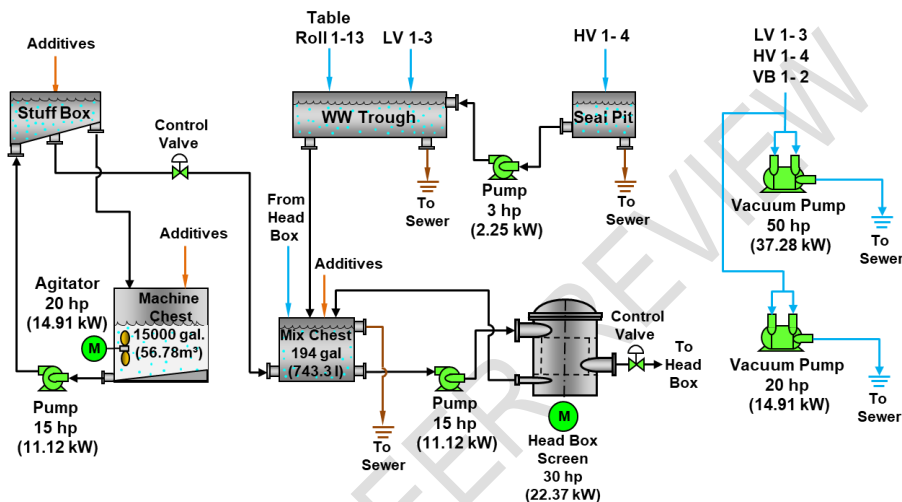 Additives
Stuff Box
Control
Valve
Table
Roll 1-13
LV 1-3
WW Trough
To
Sewer
Pump
3 hp
(2.25 kW)
HV 1- 4
Seai Pit
To
Sewer
LV 1- 3
HV 1- 4
VB 1- 2
Vacuum Pump
50 hp
(37.28 kW)
To
Sewer
From
Head
Box
Additives
Agitator
20 hp
(14.91 kW)
M
Machine
Chest
15000 gal.
(56.78m³)
Pump
15 hp
(11.12 kW)
Additives
Mix Chest
194 gal
(743.3 l)
To
Sewer
Pump
15 hp
(11.12 kW)
M
Head Box
Screen
30 hp
(22.37 kW)
Control
Valve
To
Head
Box
Vacuum Pump
20 hp
(14.91 kW)
To
Sewer
EER REVIEW